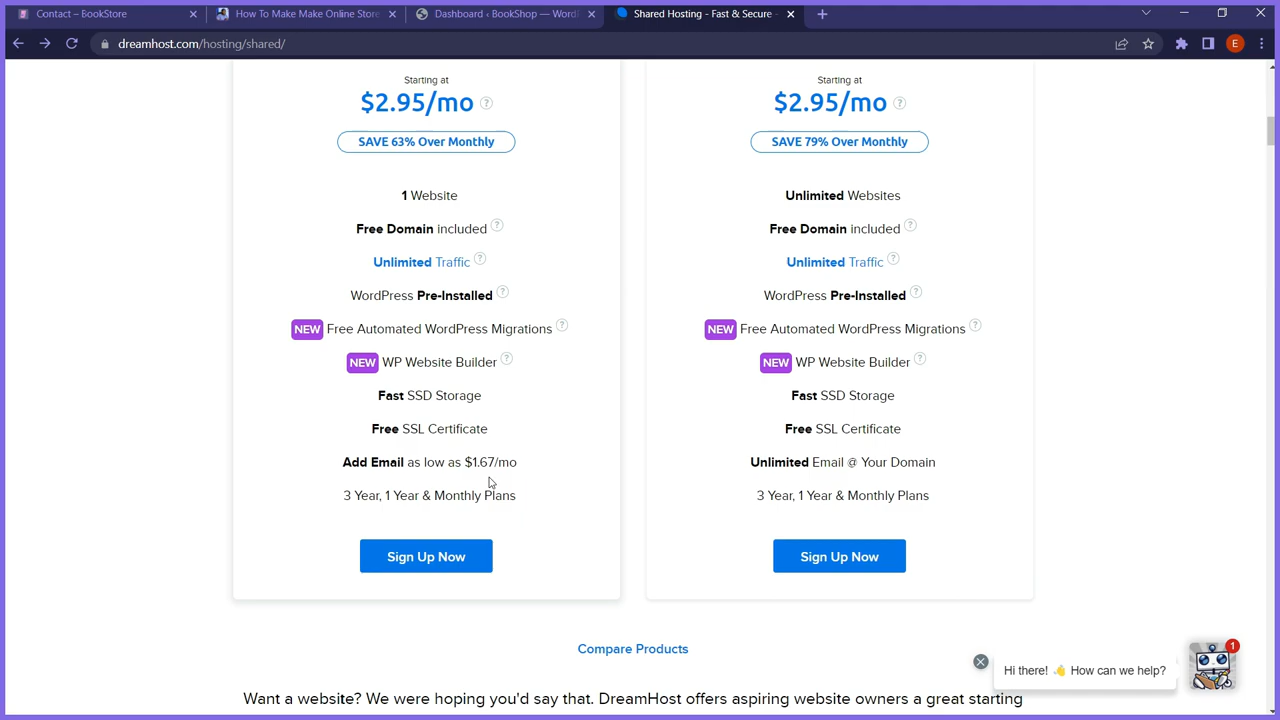 Contact – BookStore
How To Make Make Online Store
Dashboard ‹ BookShop — WordP
Shared Hosting - Fast & Secure -
dreamhost.com/hosting/shared/
E
Starting at
$2.95/mo ?
SAVE 63% Over Monthly
1 Website
Free Domain included ?
Unlimited Traffic ?
WordPress Pre-Installed ?
NEW Free Automated WordPress Migrations ?
NEW WP Website Builder ?
Fast SSD Storage
Free SSL Certificate
Add Email as low as $1.67/mo
3 Year, 1 Year & Monthly Plans
Sign Up Now
Starting at
$2.95/mo ?
SAVE 79% Over Monthly
Unlimited Websites
Free Domain included ?
Unlimited Traffic ?
WordPress Pre-Installed ?
NEW Free Automated WordPress Migrations ?
NEW WP Website Builder ?
Fast SSD Storage
Free SSL Certificate
Unlimited Email @ Your Domain
3 Year, 1 Year & Monthly Plans
Sign Up Now
Compare Products
Hi there! 👋 How can we help?
1
Want a website? We were hoping you'd say that. DreamHost offers aspiring website owners a great starting